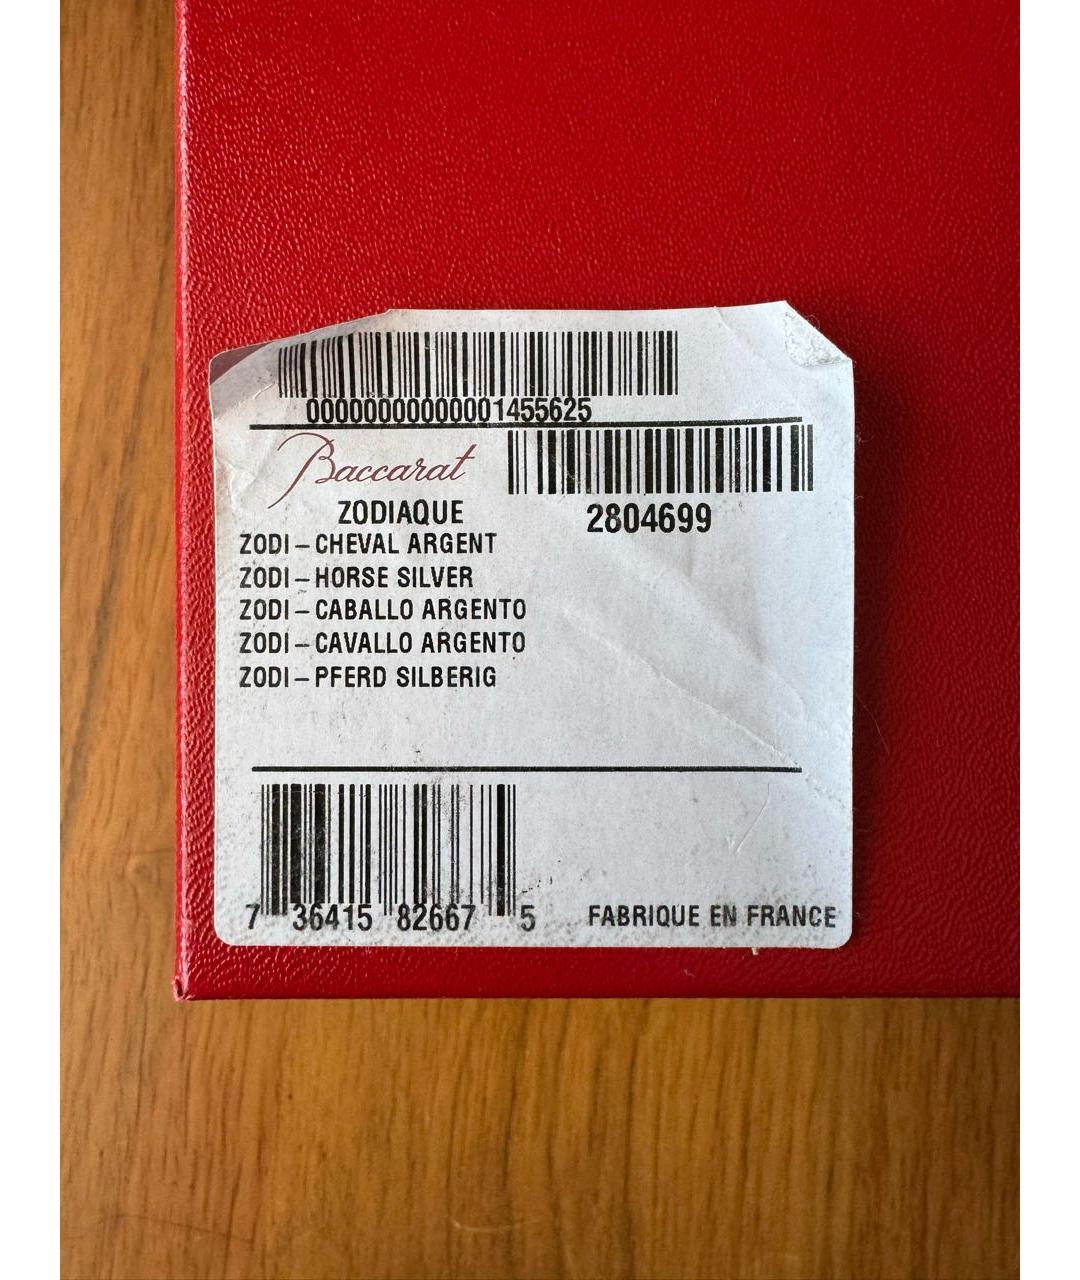 00000000000001455625
Baccarat
ZODIAQUE
2804699
ZODI-CHEVAL ARGENT
ZODI-HORSE SILVER
ZODI-CABALLO ARGENTO
ZODI-CAVALLO ARGENTO
ZODI-PFERD SILBERIG
7 36415 82667 5
FABRIQUE EN FRANCE